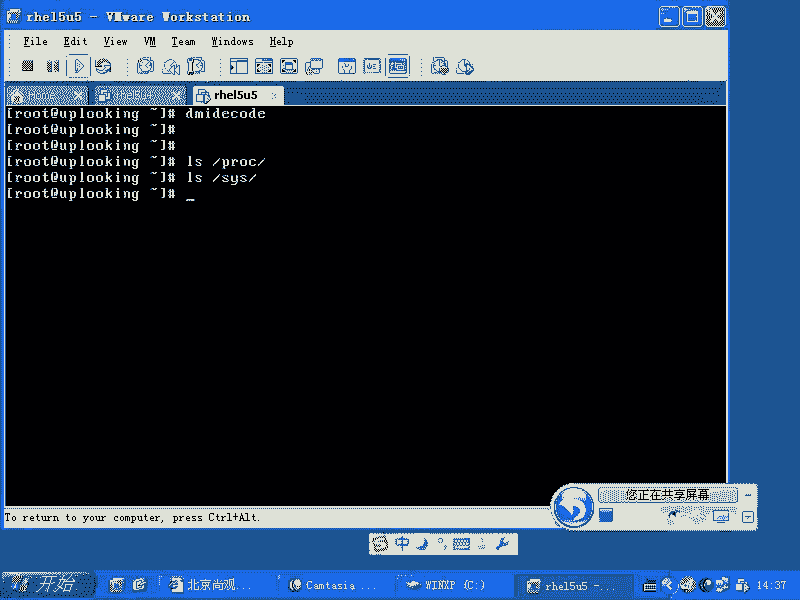 rhel5u5 - VMware Workstation
File Edit View VM Team Windows Help
Home rhel5u4 rhel5u5
[root@uplooking ~]# dmidecode
[root@uplooking ~]#
[root@uplooking ~]#
[root@uplooking ~]# ls /proc/
[root@uplooking ~]# ls /sys/
[root@uplooking ~]# _
您正在共享屏幕
To return to your computer, press Ctrl+Alt.
中
开始 北京尚观... Camtasia ... WINXP (C:) rhel5u5 -... 14:37